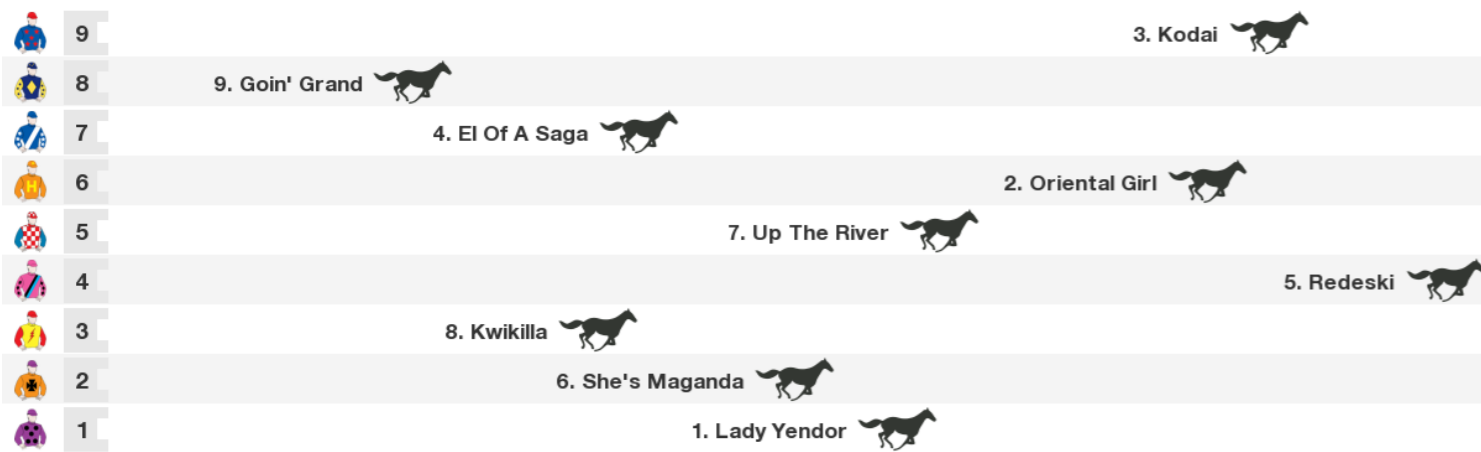 9 3. Kodai
8 9. Goin' Grand
7 4. El Of A Saga
6 H 2. Oriental Girl
5 7. Up The River
4 5. Redeski
3 8. Kwikilla
2 6. She's Maganda
1 1. Lady Yendor